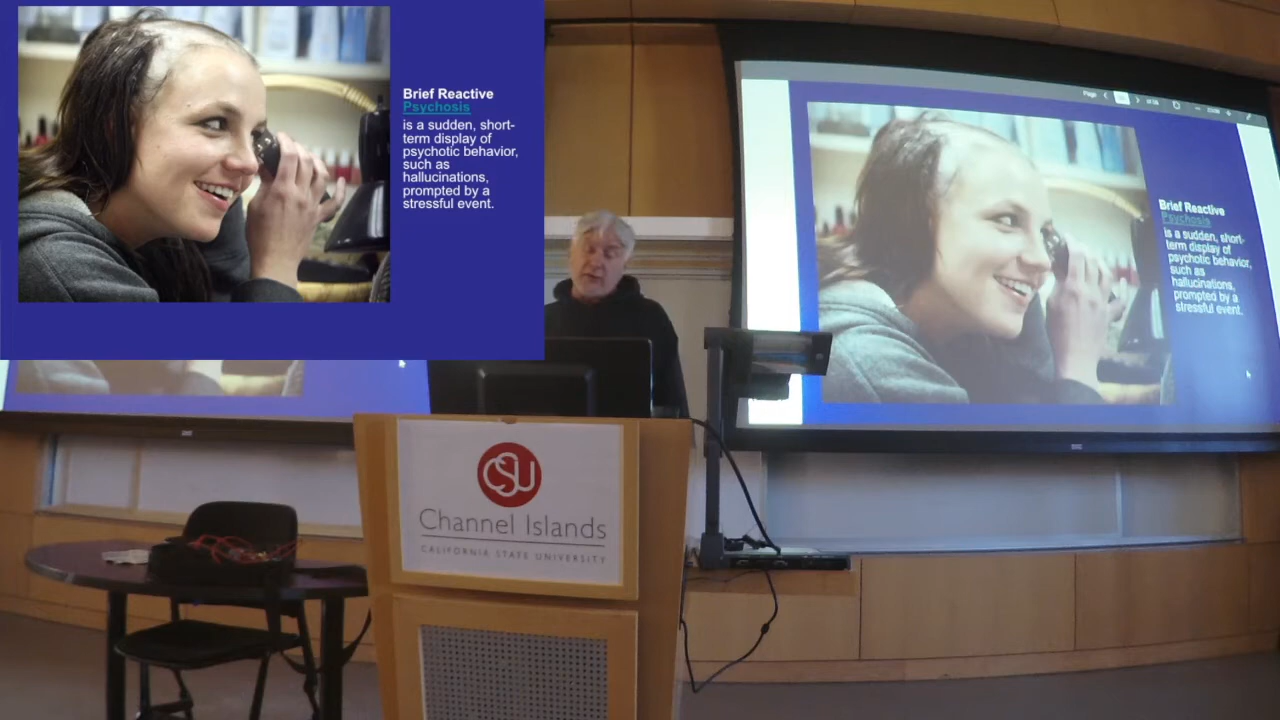 Brief Reactive
Psychosis
is a sudden, short-
term display of
psychotic behavior,
such as
hallucinations,
prompted by a
stressful event.
Page
Brief Reactive
Psychosis
is a sudden, short-
term display of
psychotic behavior,
such as
hallucinations,
prompted by a
stressful event.
CSU
Channel Islands
CALIFORNIA STATE UNIVERSITY